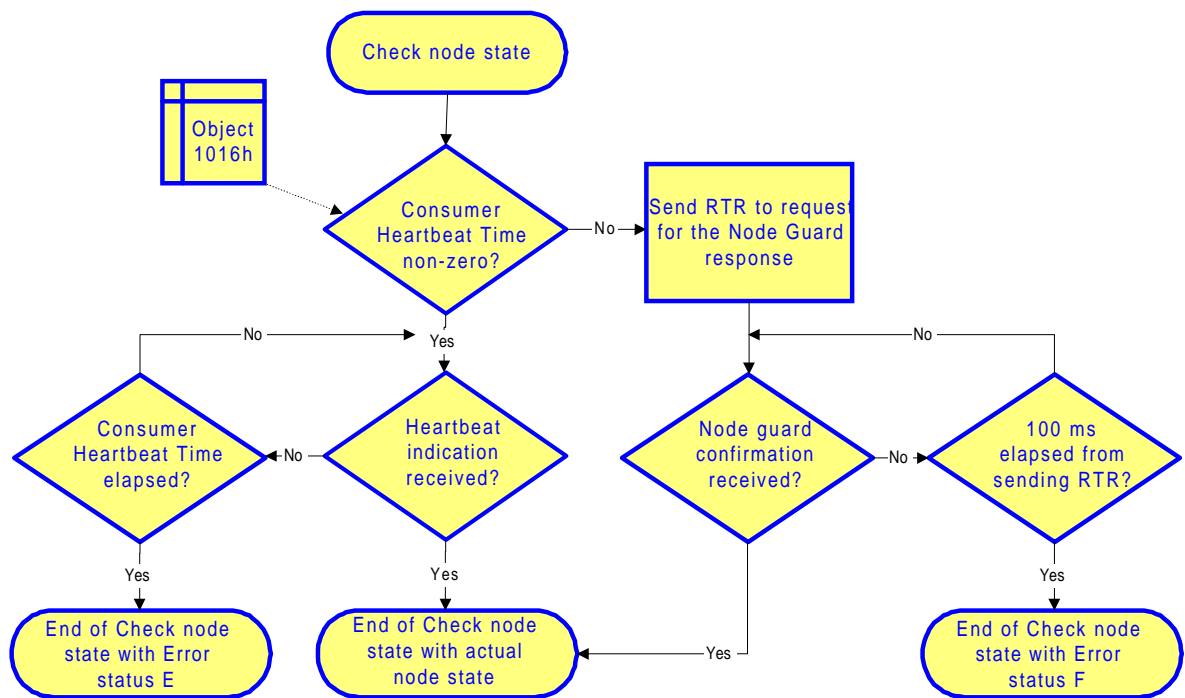 Check node
state
Object
1016h
Consumer
Heartbeat Time
non-zero?
No
Send RTR to request
for the Node Guard
response
No
Yes
No
Consumer
Heartbeat Time
elapsed?
No
Heartbeat
indication
received?
Node guard
confirmation
received?
No
100 ms
elapsed from
sending RTR?
Yes
Yes
Yes
Yes
End of Check node
state with Error
status E
End of Check node
state with actual
node state
End of Check node
state with Error
status F